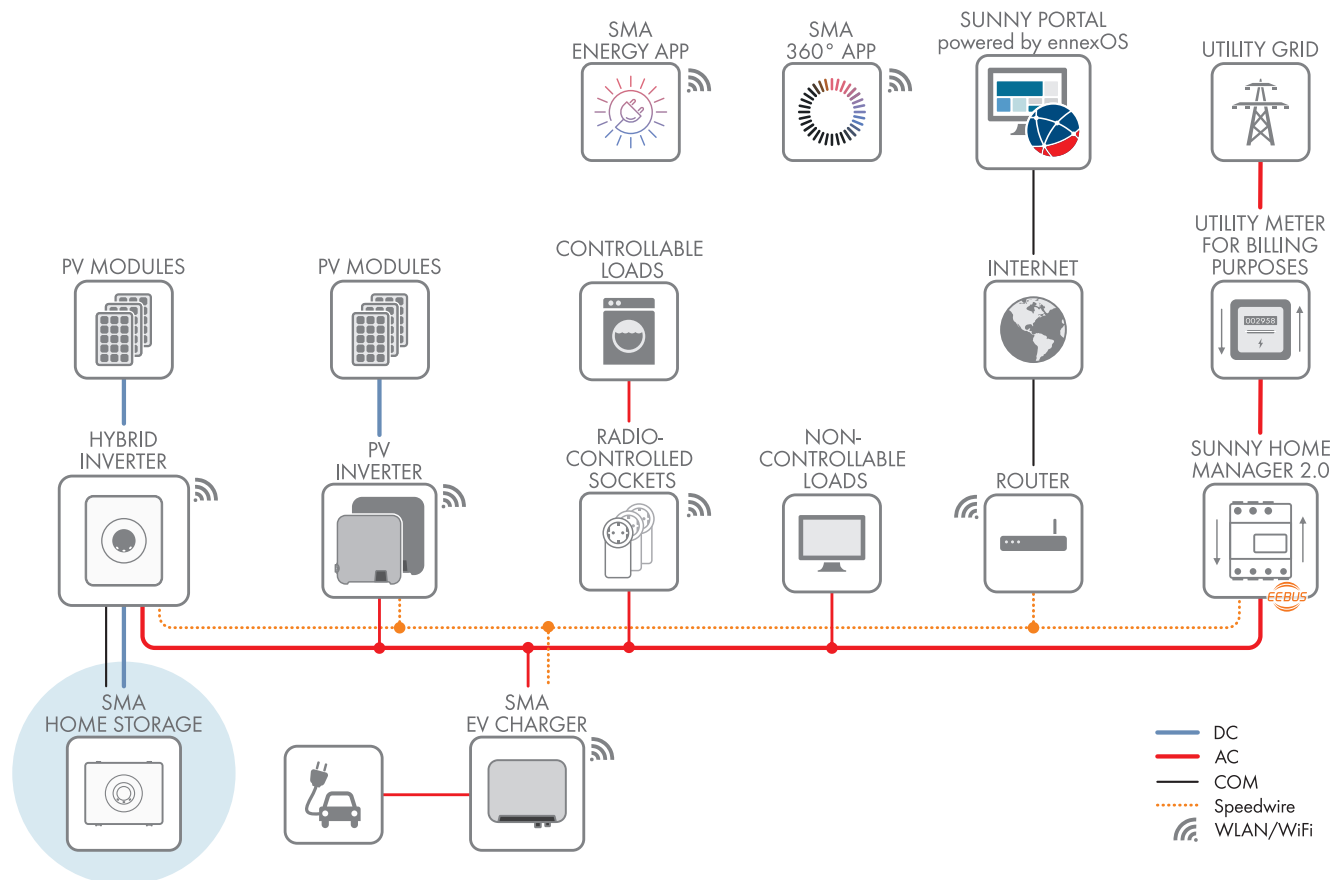 SMA
ENERGY APP
SMA
360° APP
SUNNY PORTAL
powered by ennexOS
UTILITY GRID
PV MODULES
PV MODULES
CONTROLLABLE
LOADS
INTERNET
UTILITY METER
FOR BILLING
PURPOSES
002958
HYBRID
INVERTER
PV
INVERTER
RADIO-
CONTROLLED
SOCKETS
NON-
CONTROLLABLE
LOADS
ROUTER
SUNNY HOME
MANAGER 2.0
EEBUS
SMA
HOME STORAGE
SMA
EV CHARGER
DC
AC
COM
Speedwire
WLAN/WiFi